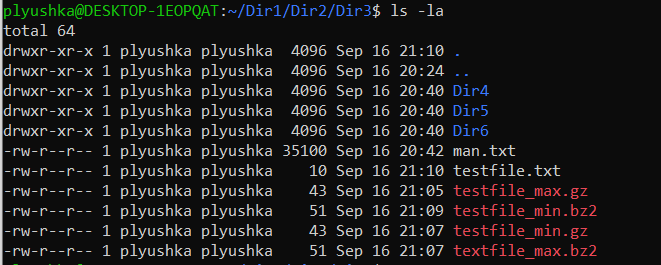 plyushka@DESKTOP-1EOPQAT:~/Dir1/Dir2/Dir3$ ls -la
total 64
drwxr-xr-x 1 plyushka plyushka  4096 Sep 16 21:10 .
drwxr-xr-x 1 plyushka plyushka  4096 Sep 16 20:24 ..
drwxr-xr-x 1 plyushka plyushka  4096 Sep 16 20:40 Dir4
drwxr-xr-x 1 plyushka plyushka  4096 Sep 16 20:40 Dir5
drwxr-xr-x 1 plyushka plyushka  4096 Sep 16 20:40 Dir6
-rw-r--r-- 1 plyushka plyushka 35100 Sep 16 20:42 man.txt
-rw-r--r-- 1 plyushka plyushka    10 Sep 16 21:10 testfile.txt
-rw-r--r-- 1 plyushka plyushka    43 Sep 16 21:05 testfile_max.gz
-rw-r--r-- 1 plyushka plyushka    51 Sep 16 21:09 testfile_min.bz2
-rw-r--r-- 1 plyushka plyushka    43 Sep 16 21:07 testfile_min.gz
-rw-r--r-- 1 plyushka plyushka    51 Sep 16 21:07 textfile_max.bz2